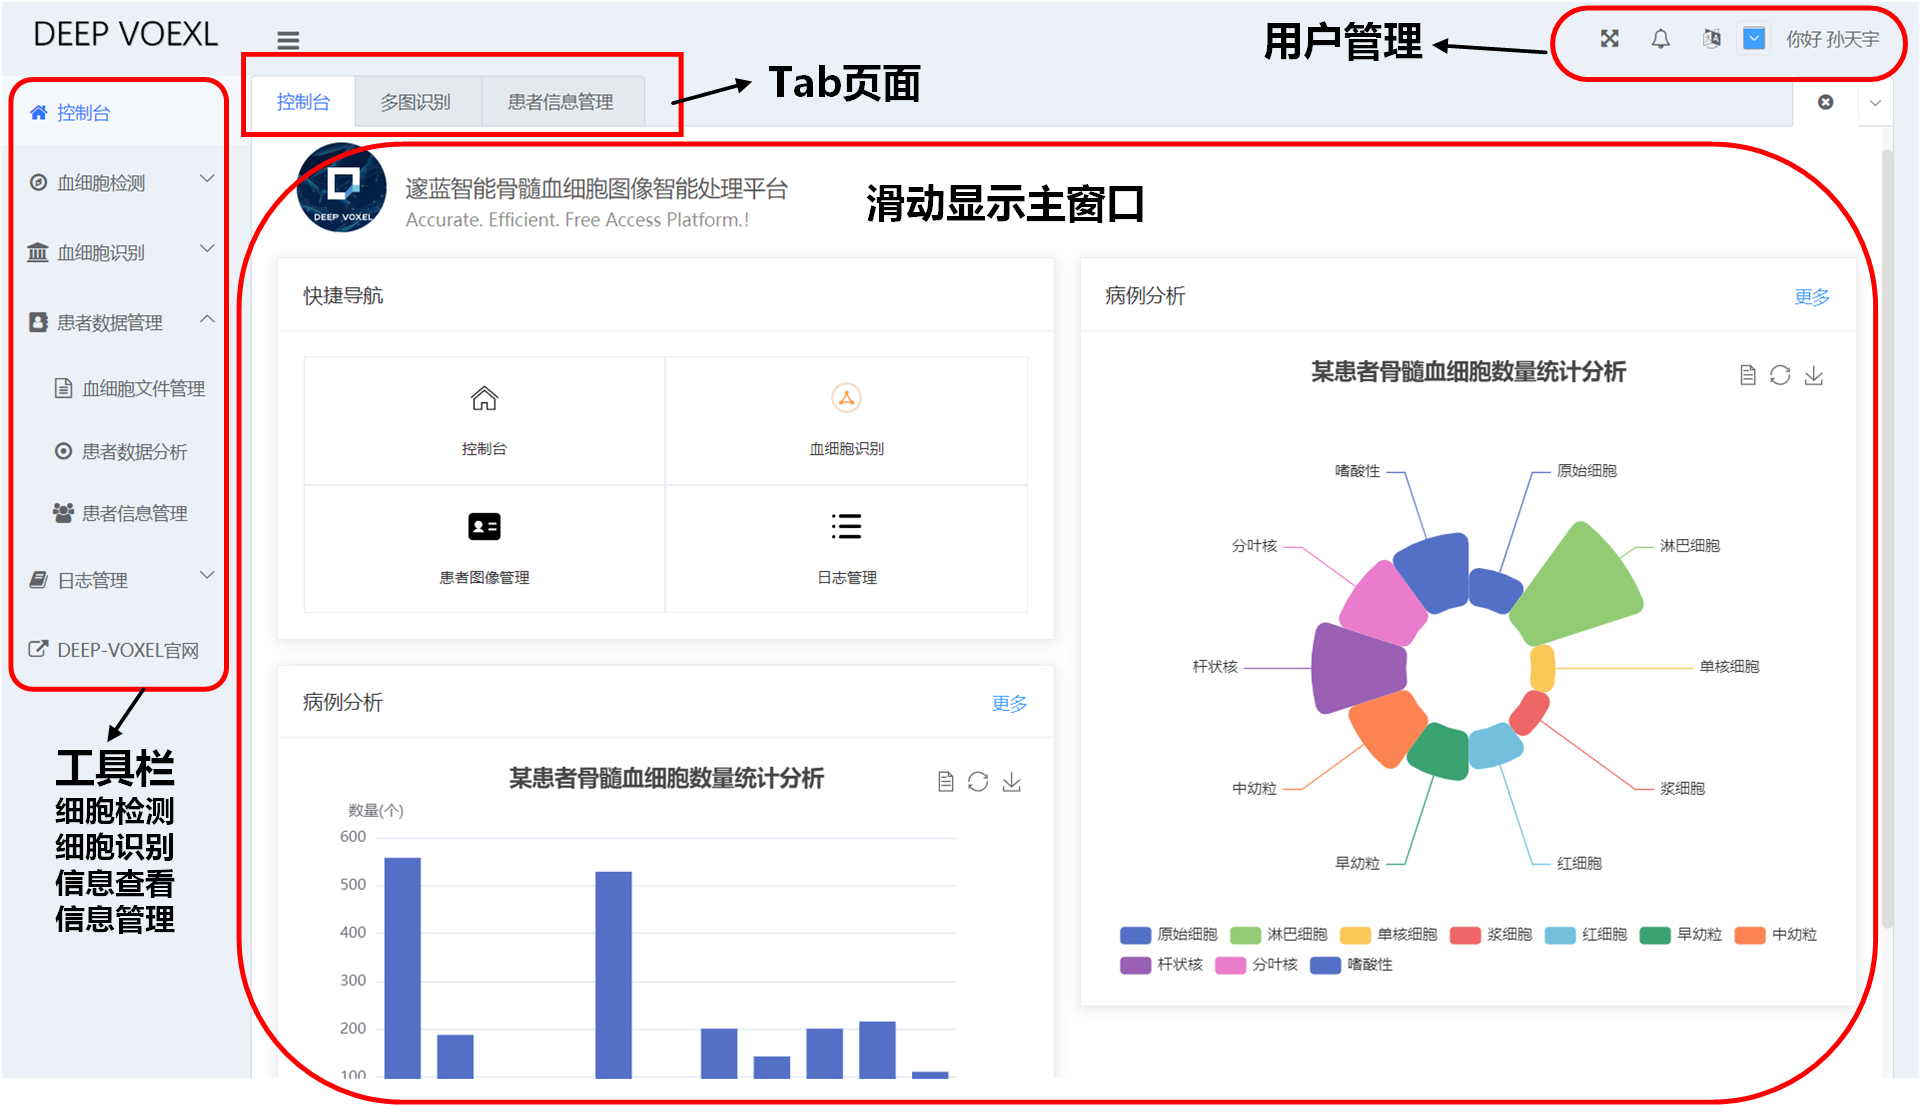 DEEP VOEXL
用户管理
你好 孙天宇
Tab页面
控制台
多图识别
患者信息管理
控制台
血细胞检测
血细胞识别
患者数据管理
血细胞文件管理
患者数据分析
患者信息管理
日志管理
DEEP-VOXEL官网
工具栏
细胞检测
细胞识别
信息查看
信息管理
DEEP VOXEL
邃蓝智能骨髓血细胞图像智能处理平台
Accurate. Efficient. Free Access Platform.!
滑动显示主窗口
快捷导航
控制台
血细胞识别
患者图像管理
日志管理
病例分析
更多
某患者骨髓血细胞数量统计分析
数量(个)
600
500
400
300
200
100
病例分析
更多
某患者骨髓血细胞数量统计分析
嗜酸性
原始细胞
分叶核
淋巴细胞
杆状核
单核细胞
中幼粒
浆细胞
早幼粒
红细胞
原始细胞 淋巴细胞 单核细胞 浆细胞 红细胞 早幼粒 中幼粒
杆状核 分叶核 嗜酸性